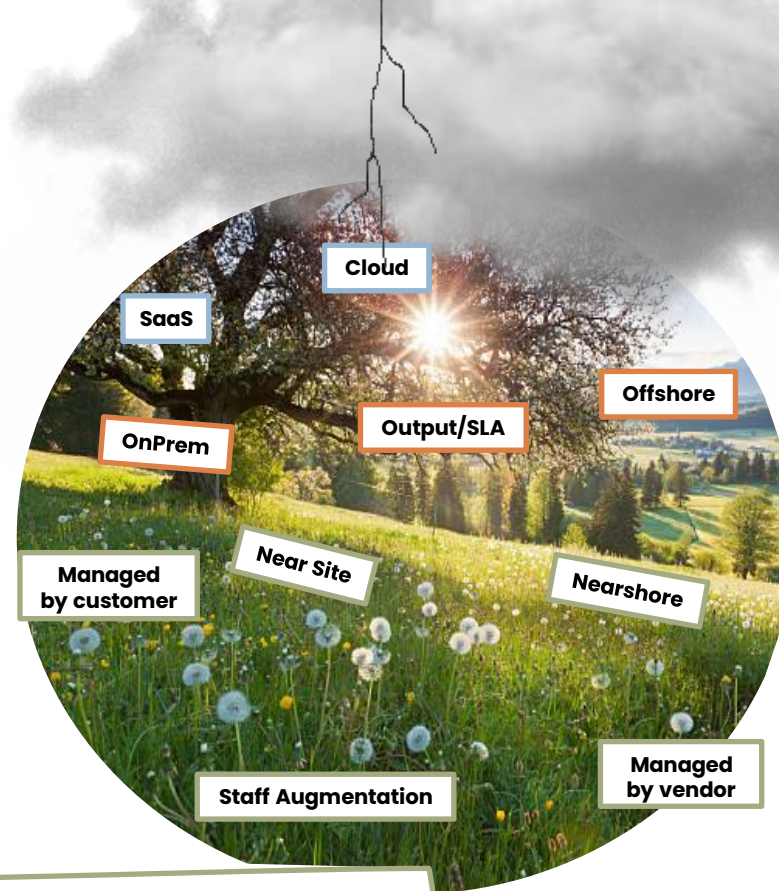 Cloud
SaaS
Offshore
Output/SLA
OnPrem
Near Site
Managed
by customer
Nearshore
Managed
by vendor
Staff Augmentation